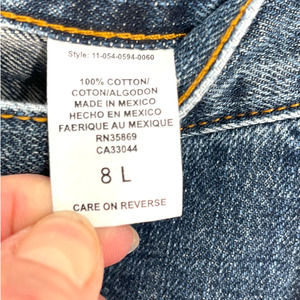 Style: 11-054-0594-0060
100% COTTON/
COTON/ALGODON
MADE IN MEXICO
HECHO EN MEXICO
FABRIQUE AU MEXIQUE
RN35869
CA33044
8 L
CARE ON REVERSE